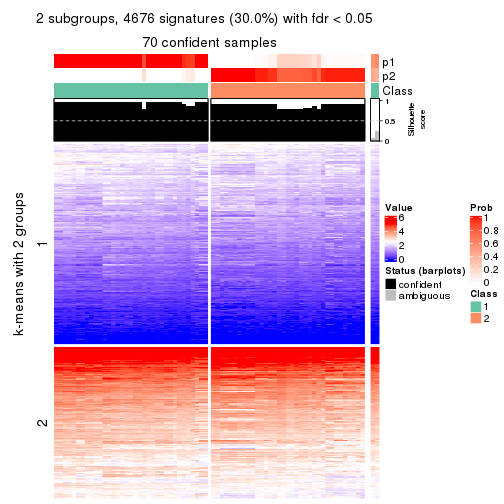 2 subgroups, 4676 signatures (30.0%) with fdr < 0.05
70 confident samples
p1
p2
Class
1
0.5
0
Silhouette
score
k-means with 2 groups
1
2
Value
6
4
2
0
Status (barplots)
confident
ambiguous
Prob
1
0.8
0.6
0.4
0.2
0
Class
1
2